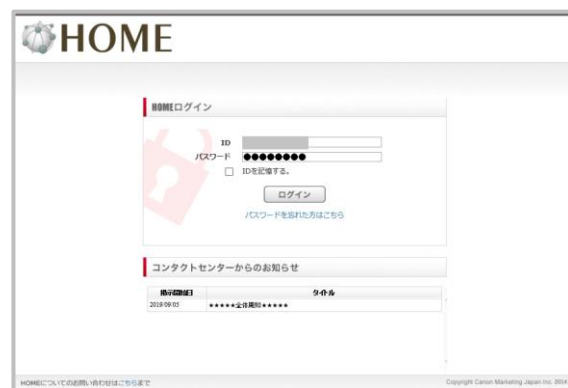 HOME
HOMEログイン
ID
パスワード ●●●●●●●●
IDを記憶する。
ログイン
パスワードを忘れた方はこちら
コンタクトセンターからのお知らせ
掲示開始日 タイトル
2019/09/05 ★★★★★全体周知★★★★★
HOMEについてのお問い合わせはこちらまで
Copyright Canon Marketing Japan Inc. 2014